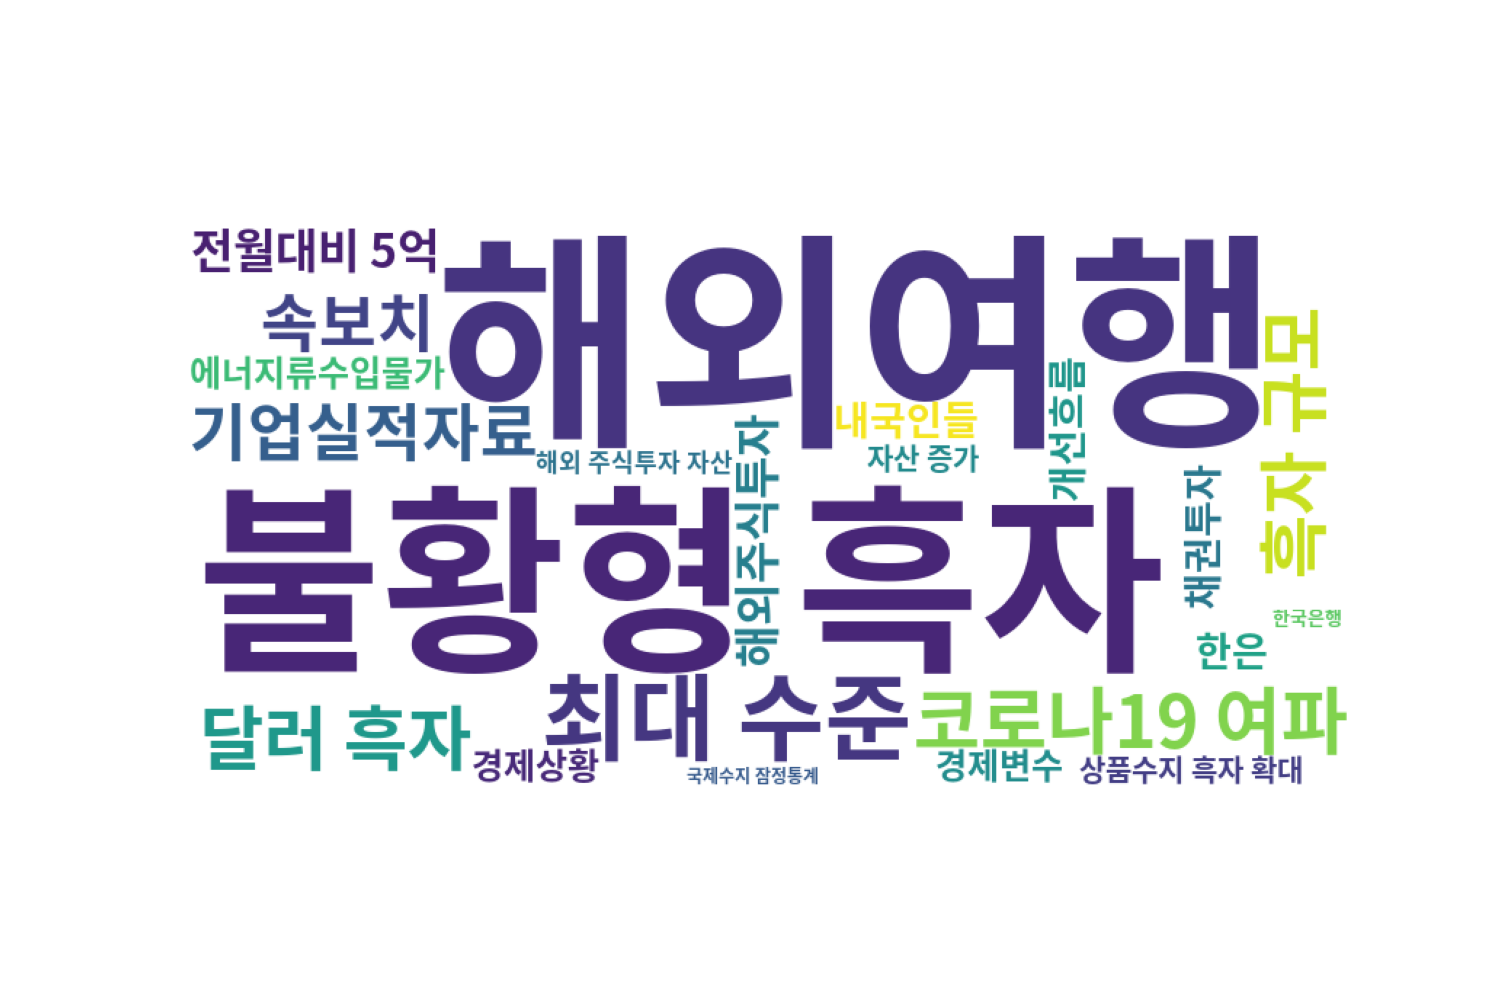 전월대비 5억
해외여행
속보치
에너지류수입물가
기업실적자료
내국인들
해외 주식투자 자산
자산 증가
개선흐름
흑자 규모
불황형 흑자
해외주식투자
채권투자
한국은행
한은
달러 흑자
최대 수준
코로나19 여파
경제상황
국제수지 잠정통계
경제변수
상품수지 흑자 확대